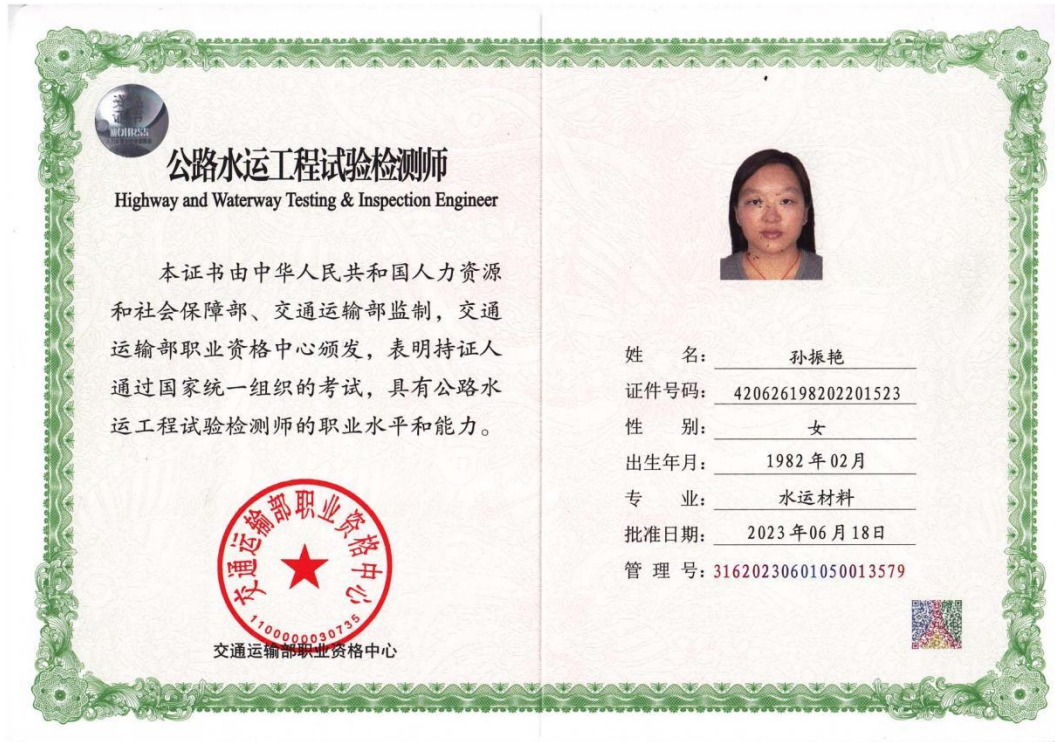 公路水运工程试验检测师
Highway and Waterway Testing & Inspection Engineer
本证书由中华人民共和国人力资源
和社会保障部、交通运输部监制，交通
运输部职业资格中心颁发，表明持证人
通过国家统一组织的考试，具有公路水
运工程试验检测师的职业水平和能力。
交通运输部职业资格中心
1100000030735
交通运输部职业资格中心
姓 名： 孙振艳
证件号码： 420626198202201523
性 别： 女
出生年月： 1982年02月
专 业： 水运材料
批准日期： 2023年06月18日
管 理 号： 31620230601050013579